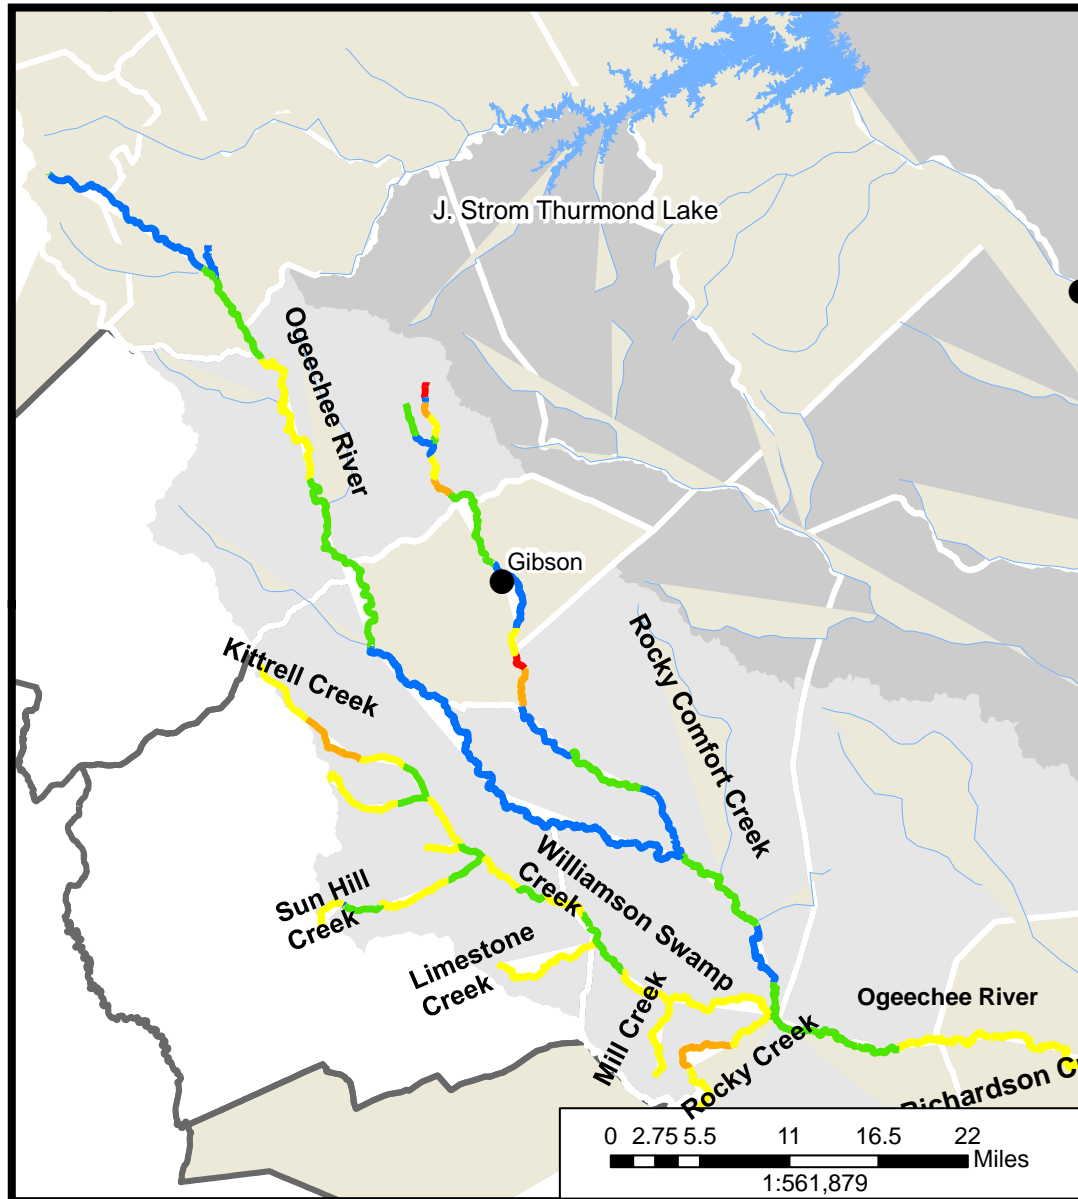 J. Strom Thurmond Lake
Ogeechee River
Gibson
Rocky Comfort Creek
Kittrell Creek
Williamson Swamp
Creek
Sun Hill
Creek
Limestone
Creek
Mill Creek
Ogeechee River
Rocky Creek
Richardson
0 2.75 5.5 11 16.5 22
Miles
1:561,879